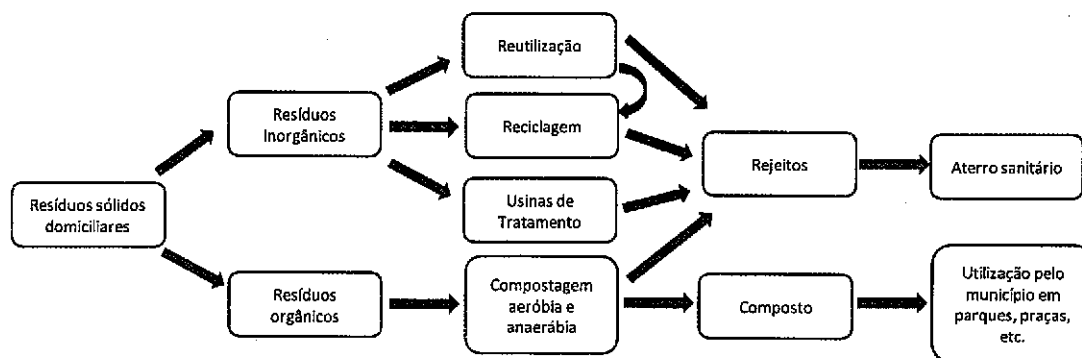 Reutilização
Resíduos
Inorgânicos
Reciclagem
Rejeitos
Aterro sanitário
Resíduos sólidos
domiciliares
Usinas de
Tratamento
Resíduos
orgânicos
Compostagem
aeróbia e
anaerábia
Composto
Utilização pelo
município em
parques, praças,
etc.